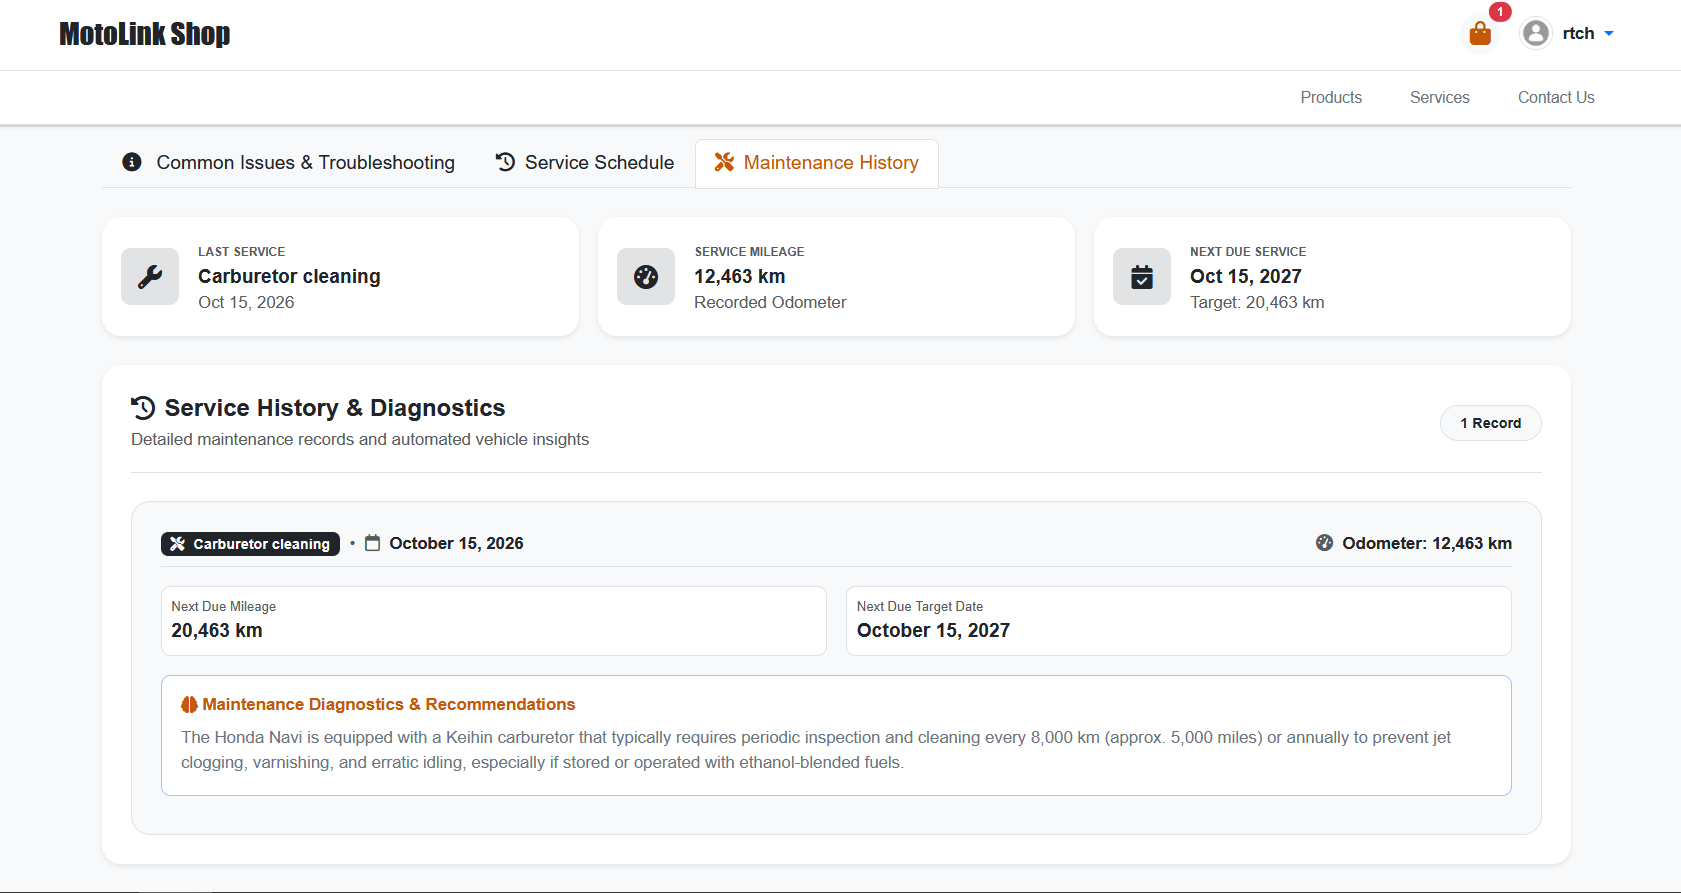 MotoLink Shop
1
rtch
Products
Services
Contact Us
Common Issues & Troubleshooting
Service Schedule
Maintenance History
LAST SERVICE
Carburetor cleaning
Oct 15, 2026
SERVICE MILEAGE
12,463 km
Recorded Odometer
NEXT DUE SERVICE
Oct 15, 2027
Target: 20,463 km
Service History & Diagnostics
Detailed maintenance records and automated vehicle insights
1 Record
Carburetor cleaning • October 15, 2026
Odometer: 12,463 km
Next Due Mileage
20,463 km
Next Due Target Date
October 15, 2027
Maintenance Diagnostics & Recommendations
The Honda Navi is equipped with a Keihin carburetor that typically requires periodic inspection and cleaning every 8,000 km (approx. 5,000 miles) or annually to prevent jet
clogging, varnishing, and erratic idling, especially if stored or operated with ethanol-blended fuels.